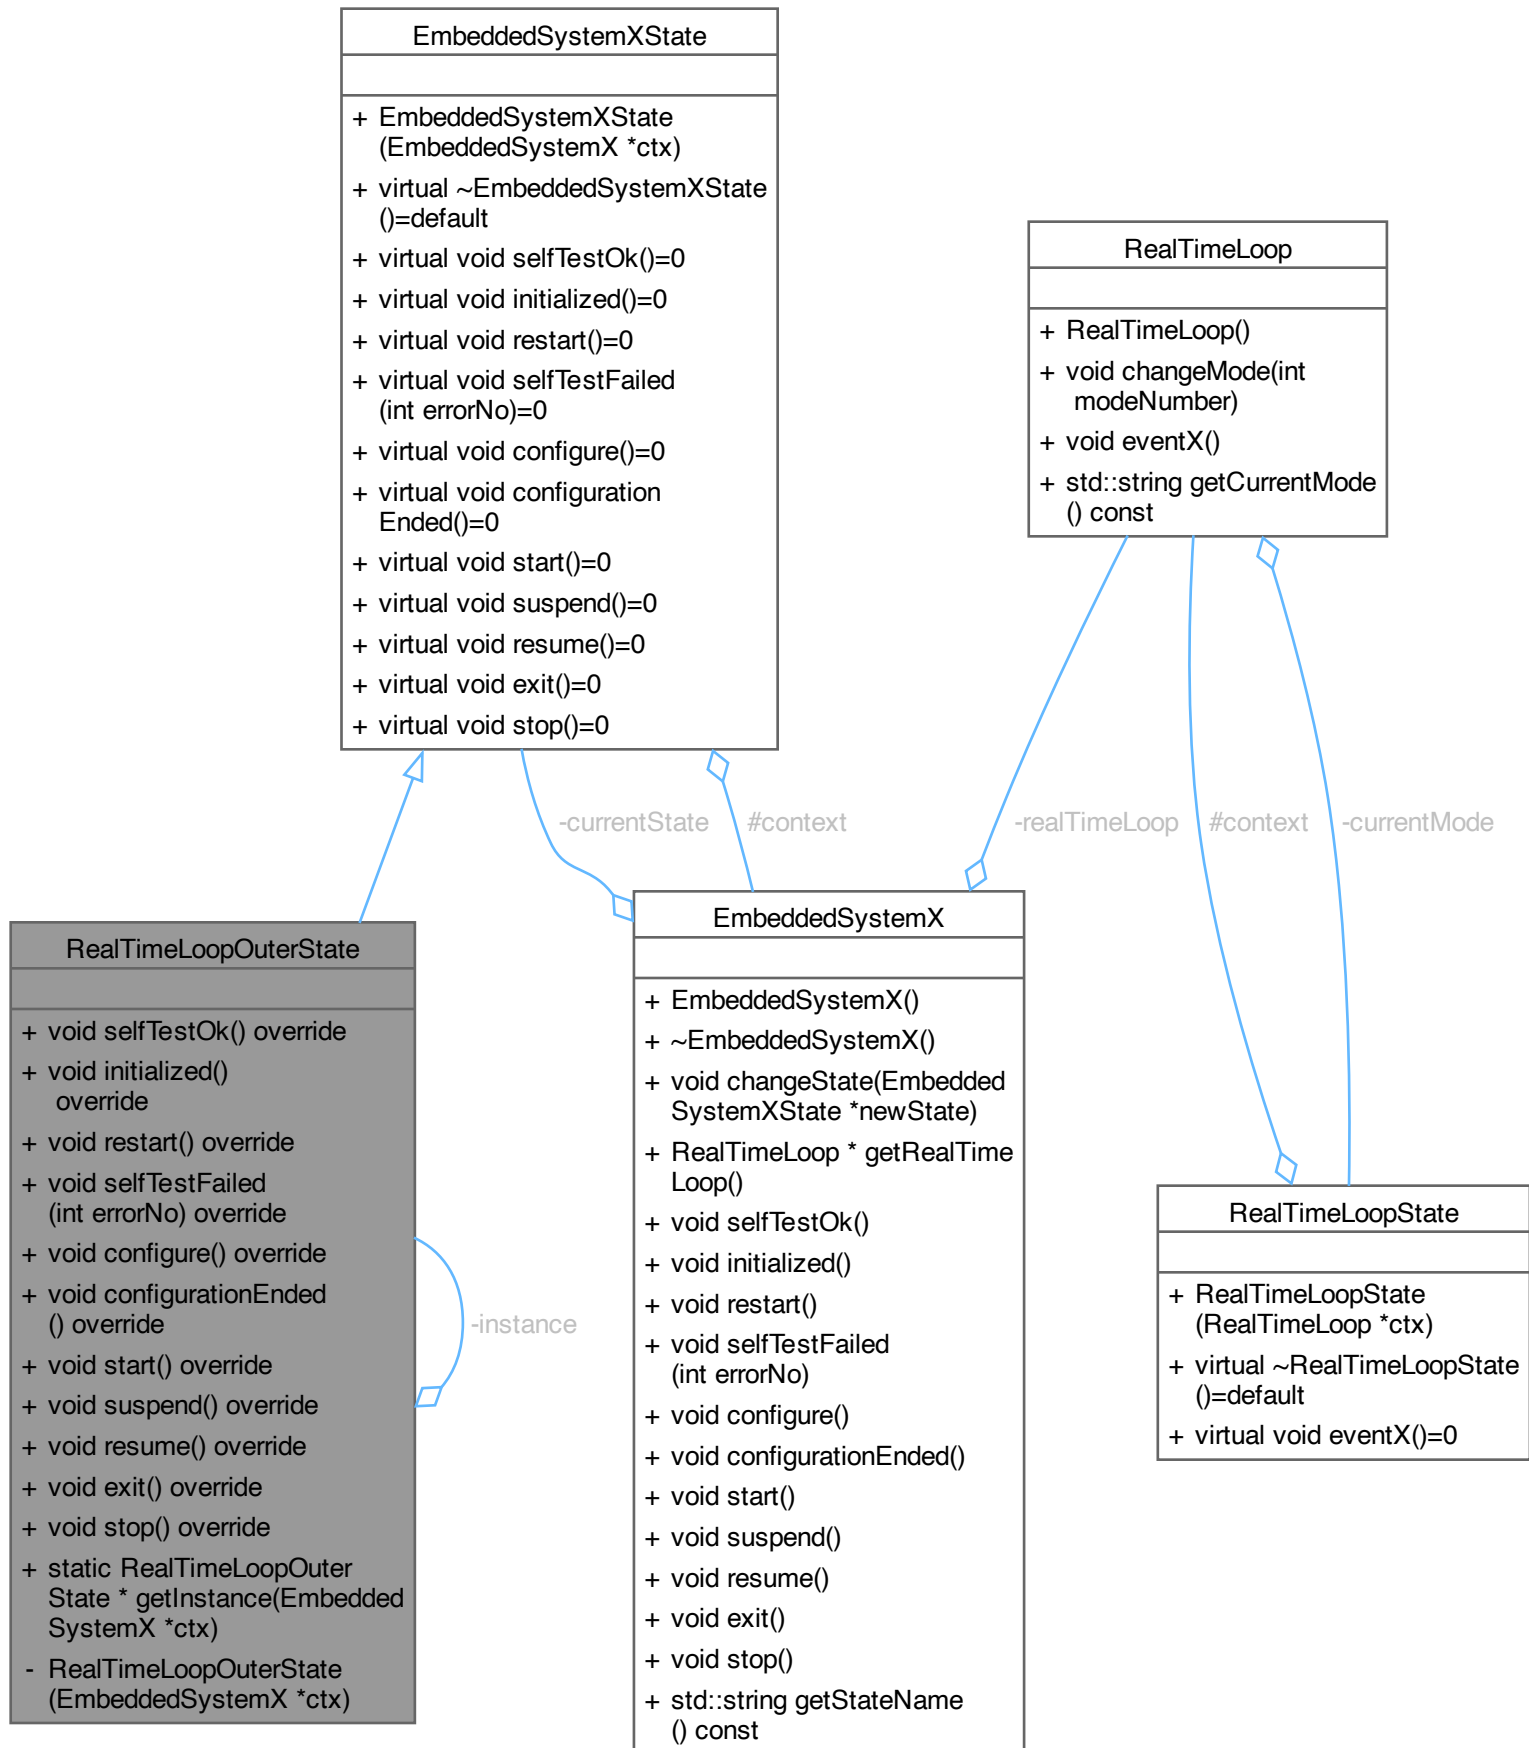 EmbeddedSystemXState
+ EmbeddedSystemXState
(EmbeddedSystemX *ctx)
+ virtual ~EmbeddedSystemXState
()=default
+ virtual void selfTestOk()=0
+ virtual void initialized()=0
+ virtual void restart()=0
+ virtual void selfTestFailed
(int errorNo)=0
+ virtual void configure()=0
+ virtual void configuration
Ended()=0
+ virtual void start()=0
+ virtual void suspend()=0
+ virtual void resume()=0
+ virtual void exit()=0
+ virtual void stop()=0
RealTimeLoop
+ RealTimeLoop()
+ void changeMode(int
modeNumber)
+ void eventX()
+ std::string getCurrentMode
() const
-currentState
#context
-realTimeLoop
#context
-currentMode
RealTimeLoopOuterState
+ void selfTestOk() override
+ void initialized()
override
+ void restart() override
+ void selfTestFailed
(int errorNo) override
+ void configure() override
+ void configurationEnded
() override
+ void start() override
+ void suspend() override
+ void resume() override
+ void exit() override
+ void stop() override
+ static RealTimeLoopOuter
State * getInstance(Embedded
SystemX *ctx)
- RealTimeLoopOuterState
(EmbeddedSystemX *ctx)
-instance
EmbeddedSystemX
+ EmbeddedSystemX()
+ ~EmbeddedSystemX()
+ void changeState(Embedded
SystemXState *newState)
+ RealTimeLoop * getRealTime
Loop()
+ void selfTestOk()
+ void initialized()
+ void restart()
+ void selfTestFailed
(int errorNo)
+ void configure()
+ void configurationEnded()
+ void start()
+ void suspend()
+ void resume()
+ void exit()
+ void stop()
+ std::string getStateName
() const
RealTimeLoopState
+ RealTimeLoopState
(RealTimeLoop *ctx)
+ virtual ~RealTimeLoopState
()=default
+ virtual void eventX()=0